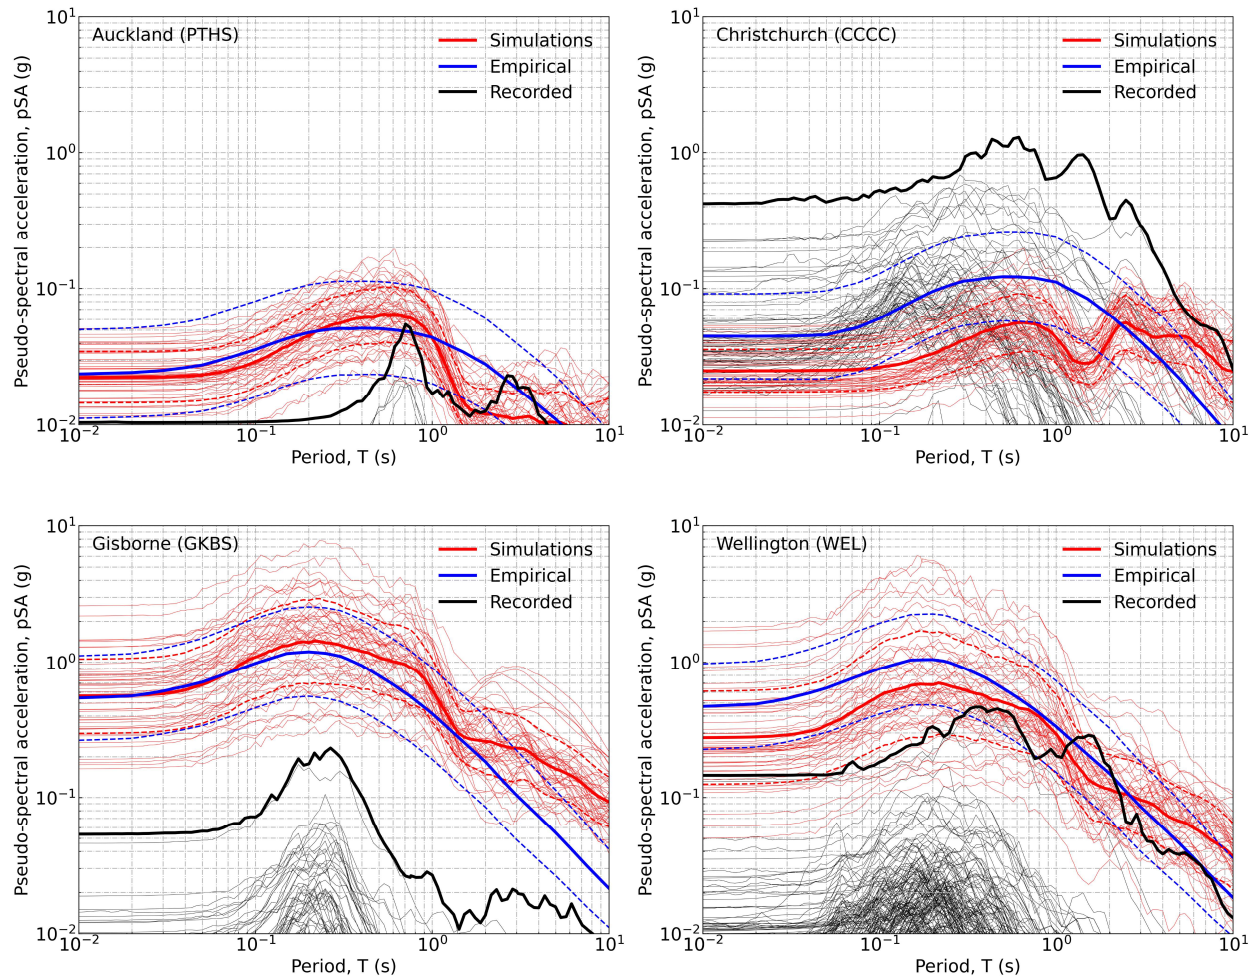 Auckland (PTHS)
Simulations
Empirical
Recorded
Pseudo-spectral acceleration, pSA (g)
10¹
10⁰
10⁻¹
10⁻²
10⁻² 10⁻¹ 10⁰ 10¹
Period, T (s)
Christchurch (CCCC)
Simulations
Empirical
Recorded
Pseudo-spectral acceleration, pSA (g)
10¹
10⁰
10⁻¹
10⁻²
10⁻² 10⁻¹ 10⁰ 10¹
Period, T (s)
Gisborne (GKBS)
Simulations
Empirical
Recorded
Pseudo-spectral acceleration, pSA (g)
10¹
10⁰
10⁻¹
10⁻²
10⁻² 10⁻¹ 10⁰ 10¹
Period, T (s)
Wellington (WEL)
Simulations
Empirical
Recorded
Pseudo-spectral acceleration, pSA (g)
10¹
10⁰
10⁻¹
10⁻²
10⁻² 10⁻¹ 10⁰ 10¹
Period, T (s)